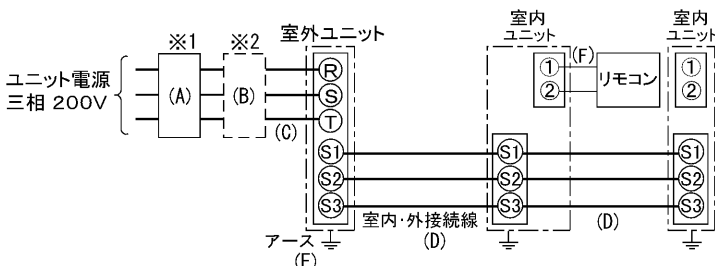 ※1
※2
室外ユニット
室内
ユニット
室内
ユニット
ユニット電源
三相 200V
(A)
(B)
(C)
R
S
T
①
②
(F)
リモコン
①
②
S1
S2
S3
S1
S2
S3
S1
S2
S3
室内・外接続線
(D)
(D)
アース
(E)